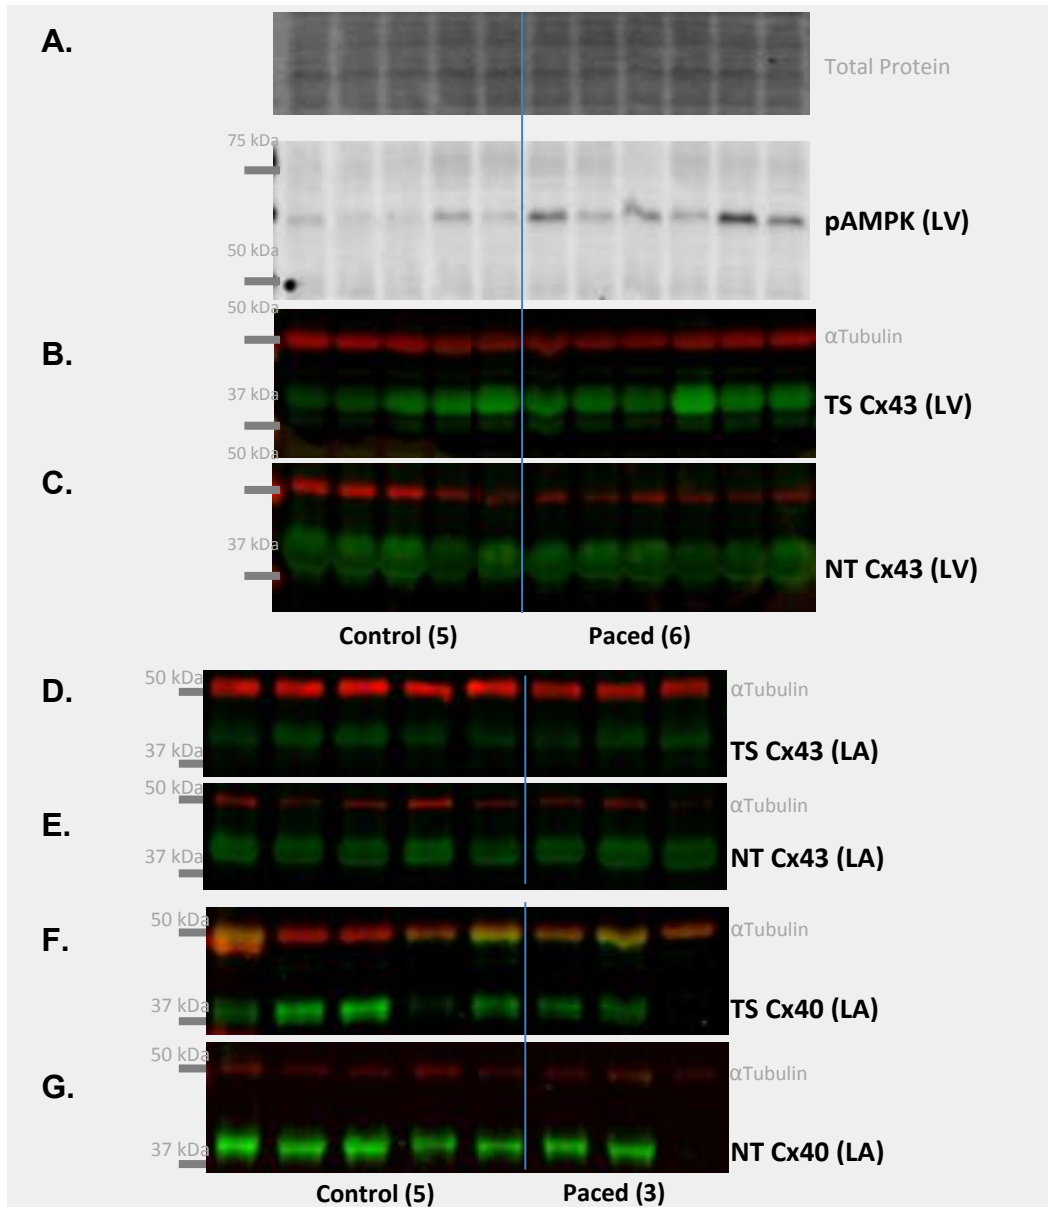 A.
Total Protein
75 kDa
pAMPK (LV)
50 kDa
50 kDa
αTubulin
B.
37 kDa
TS Cx43 (LV)
50 kDa
C.
37 kDa
NT Cx43 (LV)
Control (5)
Paced (6)
50 kDa
D.
αTubulin
37 kDa
TS Cx43 (LA)
50 kDa
αTubulin
E.
37 kDa
NT Cx43 (LA)
50 kDa
F.
αTubulin
37 kDa
TS Cx40 (LA)
50 kDa
αTubulin
G.
37 kDa
NT Cx40 (LA)
Control (5)
Paced (3)